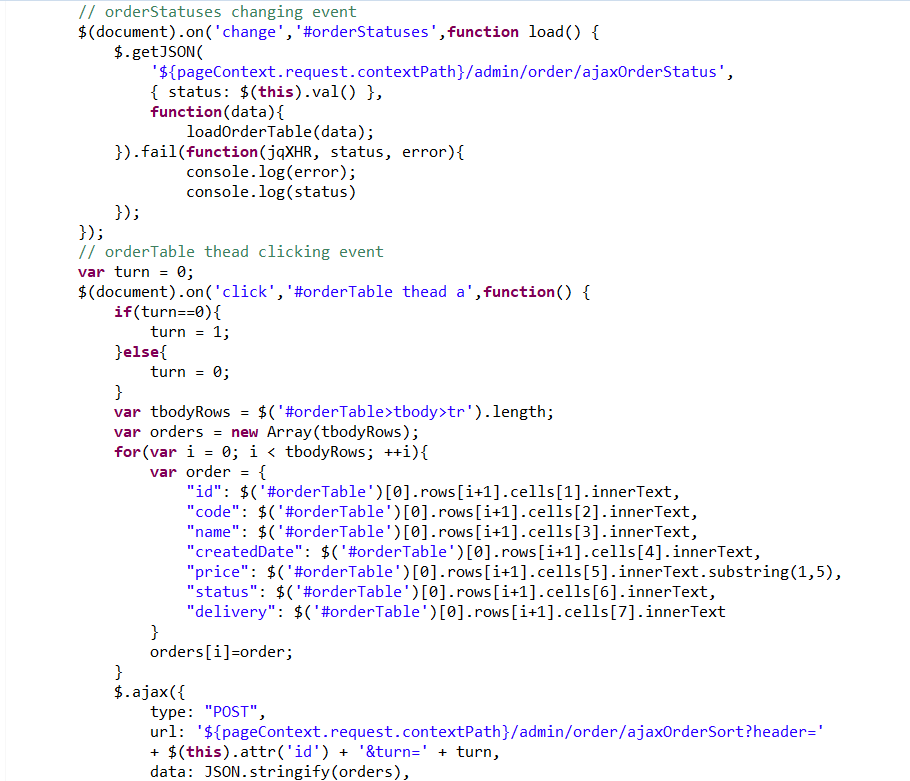 // orderStatuses changing event
$(document).on('change','#orderStatuses',function load() {
    $.getJSON(
        '${pageContext.request.contextPath}/admin/order/ajaxOrderStatus',
        { status: $(this).val() },
        function(data){
            loadOrderTable(data);
    }).fail(function(jqXHR, status, error){
            console.log(error);
            console.log(status)
    });
});
// orderTable thead clicking event
var turn = 0;
$(document).on('click','#orderTable thead a',function() {
    if(turn==0){
        turn = 1;
    }else{
        turn = 0;
    }
    var tbodyRows = $('#orderTable>tbody>tr').length;
    var orders = new Array(tbodyRows);
    for(var i = 0; i < tbodyRows; ++i){
        var order = {
            "id": $('#orderTable')[0].rows[i+1].cells[1].innerText,
            "code": $('#orderTable')[0].rows[i+1].cells[2].innerText,
            "name": $('#orderTable')[0].rows[i+1].cells[3].innerText,
            "createdDate": $('#orderTable')[0].rows[i+1].cells[4].innerText,
            "price": $('#orderTable')[0].rows[i+1].cells[5].innerText.substring(1,5),
            "status": $('#orderTable')[0].rows[i+1].cells[6].innerText,
            "delivery": $('#orderTable')[0].rows[i+1].cells[7].innerText
        }
        orders[i]=order;
    }
    $.ajax({
        type: "POST",
        url: '${pageContext.request.contextPath}/admin/order/ajaxOrderSort?header='
        + $(this).attr('id') + '&turn=' + turn,
        data: JSON.stringify(orders),